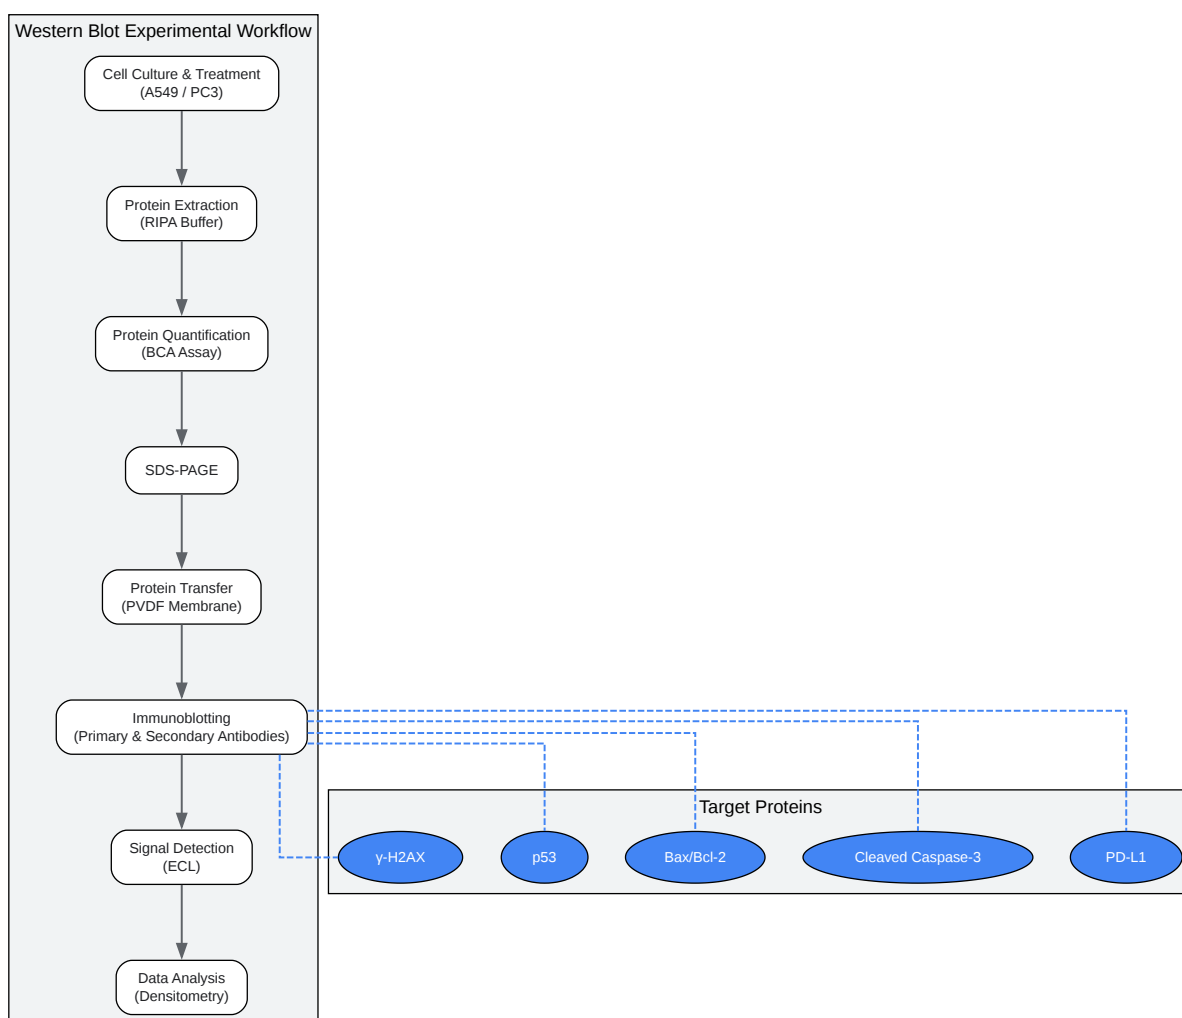 Western Blot Experimental Workflow
Cell Culture & Treatment
(A549 / PC3)
Protein Extraction
(RIPA Buffer)
Protein Quantification
(BCA Assay)
SDS-PAGE
Protein Transfer
(PVDF Membrane)
Immunoblotting
(Primary & Secondary Antibodies)
Target Proteins
γ-H2AX
p53
Bax/Bcl-2
Cleaved Caspase-3
PD-L1
Signal Detection
(ECL)
Data Analysis
(Densitometry)